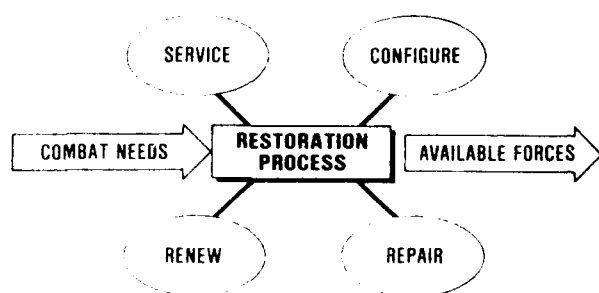 SERVICE
CONFIGURE
COMBAT NEEDS
RESTORATION
PROCESS
AVAILABLE FORCES
RENEW
REPAIR